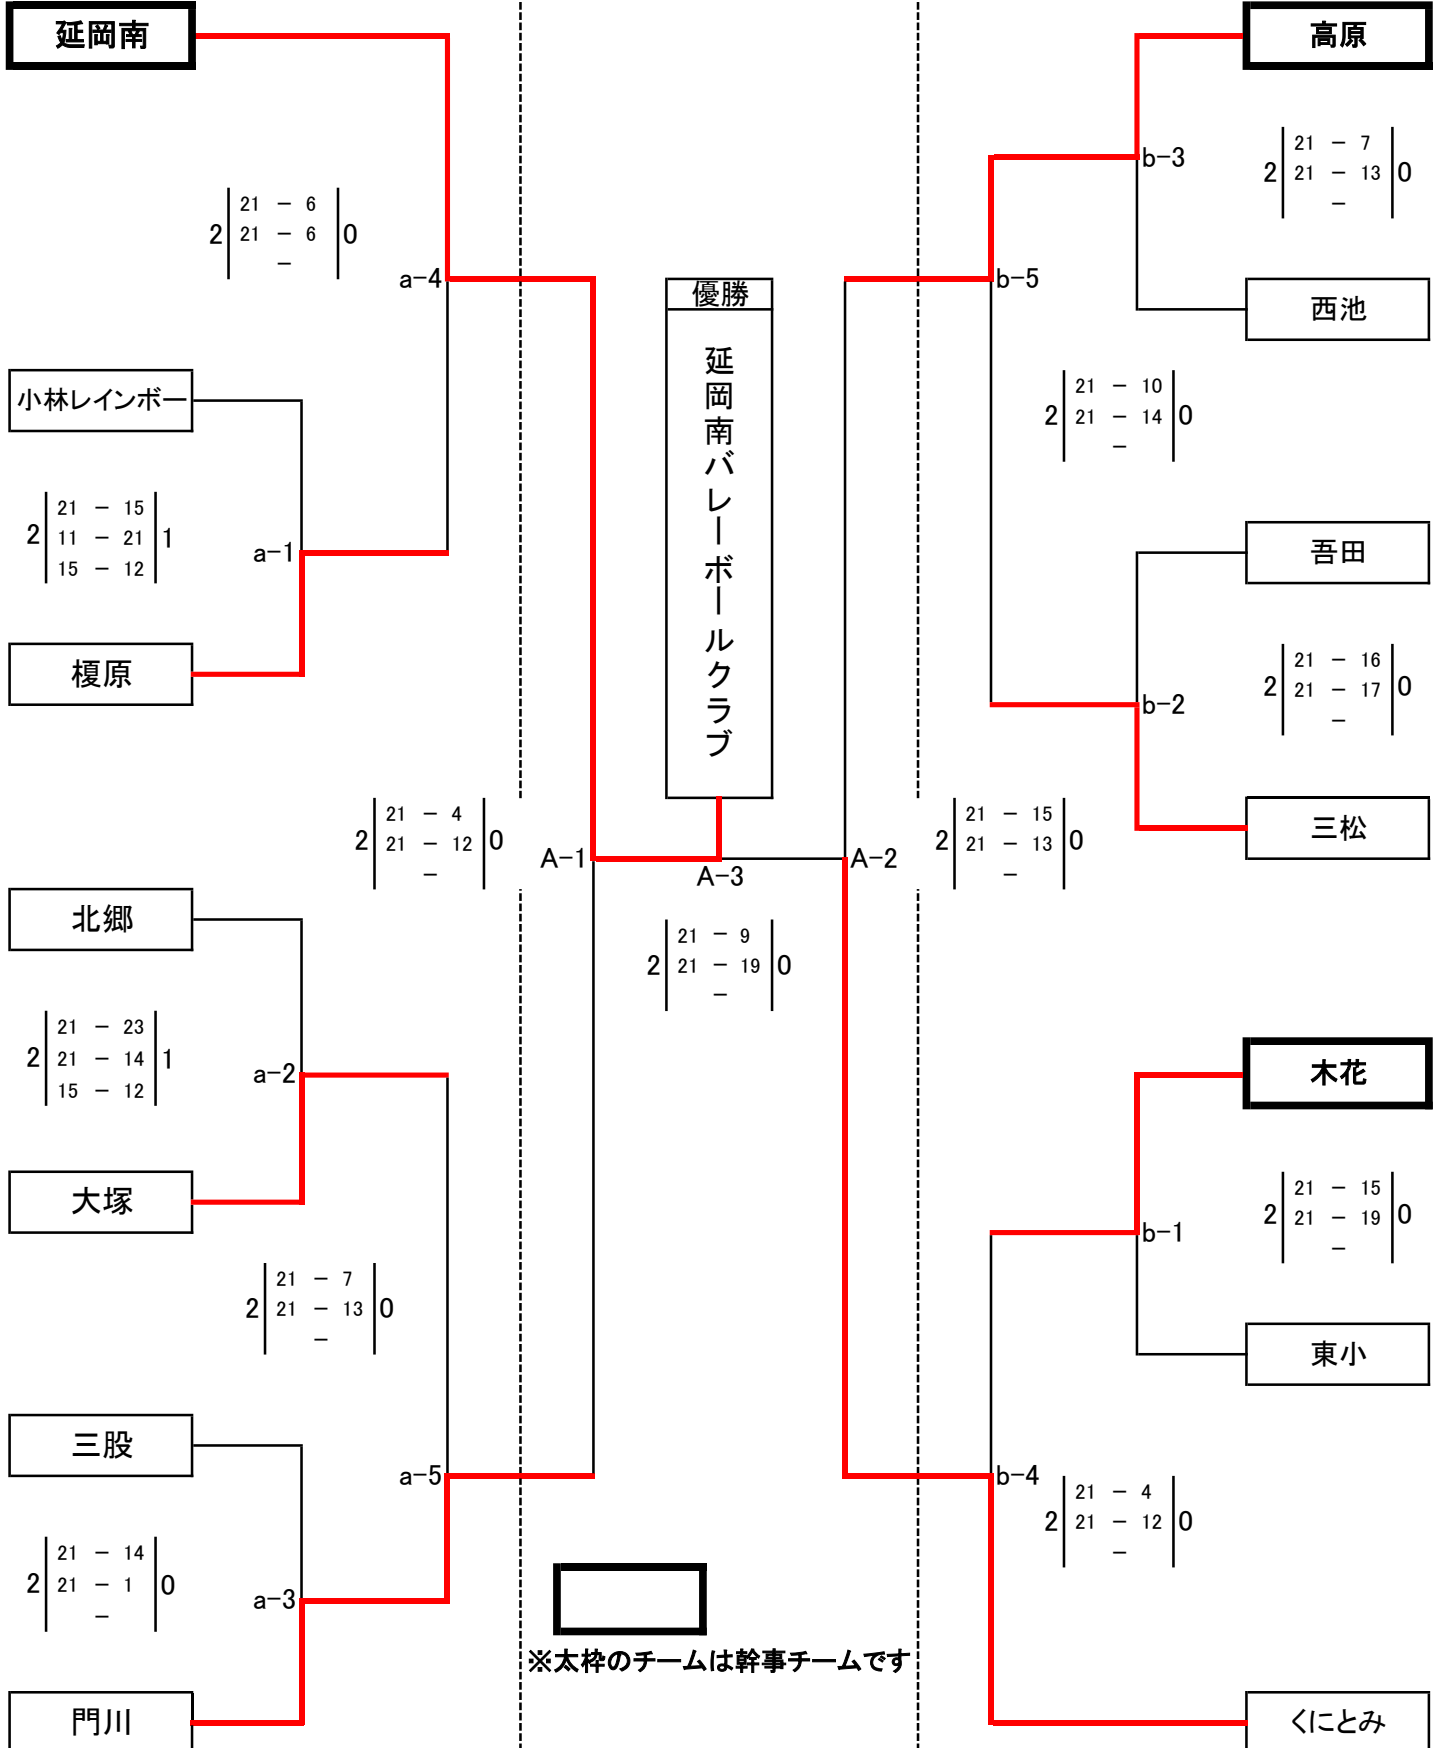 延岡南
高原
21 − 7
b−3
2 21 − 13 0
−
21 − 6
2 21 − 6 0
−
a−4
b−5
優勝
西池
延岡南バレーボールクラブ
小林レインボー
21 − 10
2 21 − 14 0
−
21 − 15
2 11 − 21 1
15 − 12
a−1
吾田
榎原
21 − 16
2 21 − 17 0
−
b−2
21 − 4
2 21 − 12 0
−
A−1
A−3
A−2
21 − 15
2 21 − 13 0
−
三松
北郷
21 − 9
2 21 − 19 0
−
21 − 23
2 21 − 14 1
15 − 12
a−2
木花
大塚
21 − 15
2 21 − 19 0
−
b−1
21 − 7
2 21 − 13 0
−
東小
三股
a−5
b−4
21 − 4
2 21 − 12 0
−
21 − 14
2 21 − 1 0
−
a−3
※太枠のチームは幹事チームです
門川
くにとみ